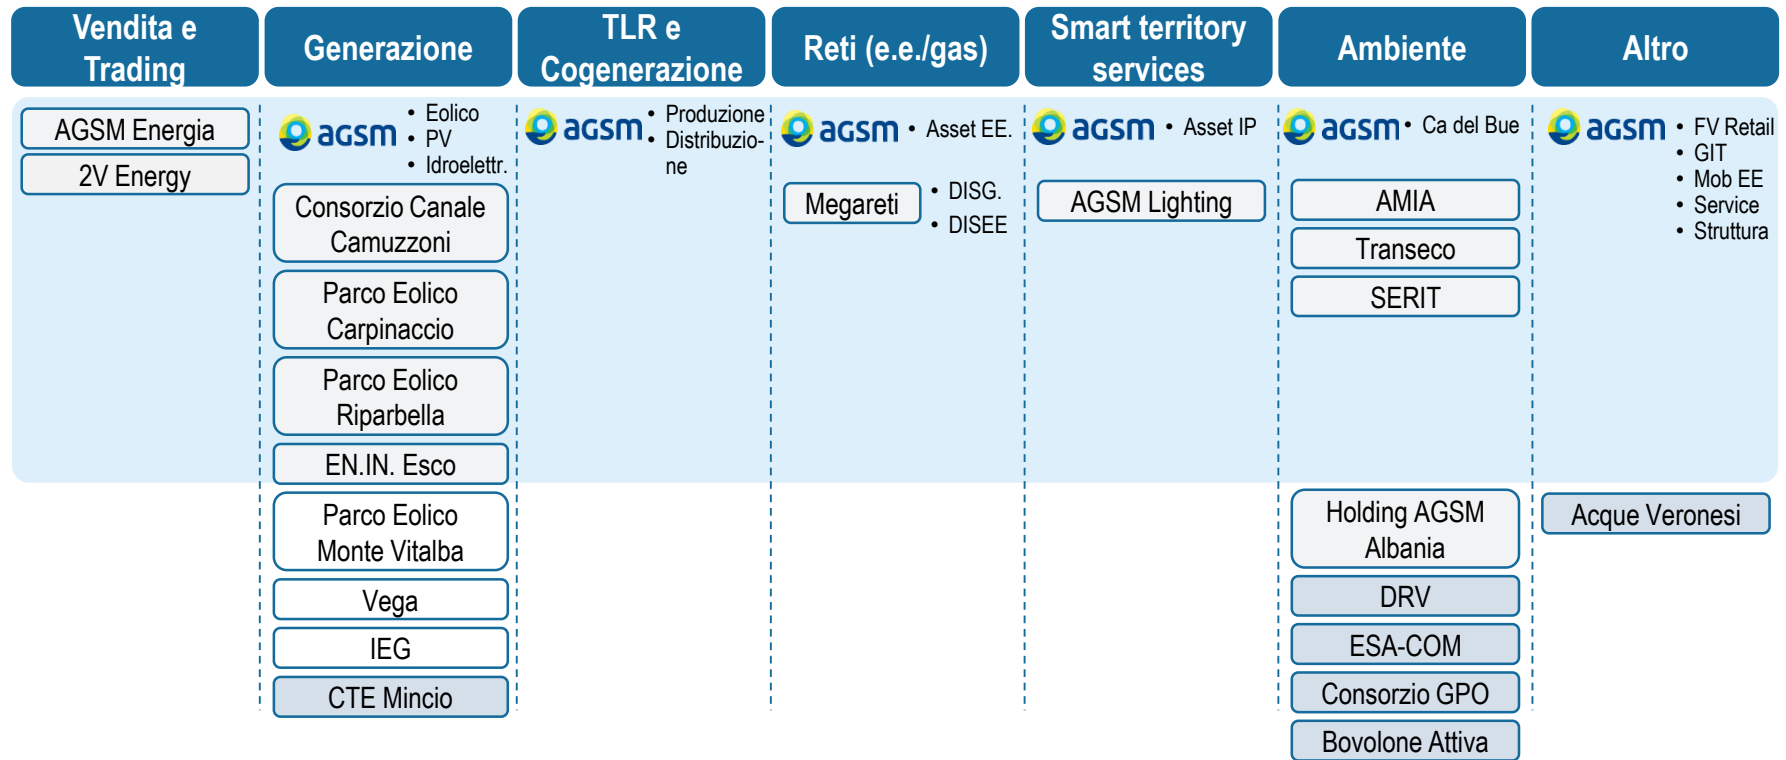 Vendita e
Trading
Generazione
TLR e
Cogenerazione
Reti (e.e./gas)
Smart territory
services
Ambiente
Altro
AGSM Energia
2V Energy
agsm
• Eolico
• PV
• Idroelettr.
Consorzio Canale
Camuzzoni
Parco Eolico
Carpinaccio
Parco Eolico
Riparbella
EN.IN. Esco
Parco Eolico
Monte Vitalba
Vega
IEG
CTE Mincio
agsm
• Produzione
• Distribuzio-
ne
agsm
• Asset EE.
Megareti
• DISG.
• DISEE
agsm
• Asset IP
AGSM Lighting
agsm
• Ca del Bue
AMIA
Transeco
SERIT
Holding AGSM
Albania
DRV
ESA-COM
Consorzio GPO
Bovolone Attiva
agsm
• FV Retail
• GIT
• Mob EE
• Service
• Struttura
Acque Veronesi